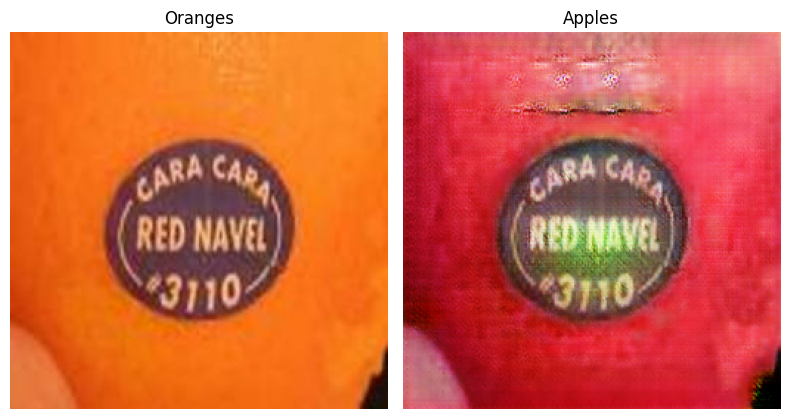 Oranges
Apples
CARA CARA
RED NAVEL
#3110
CARA CARA
RED NAVEL
#3110